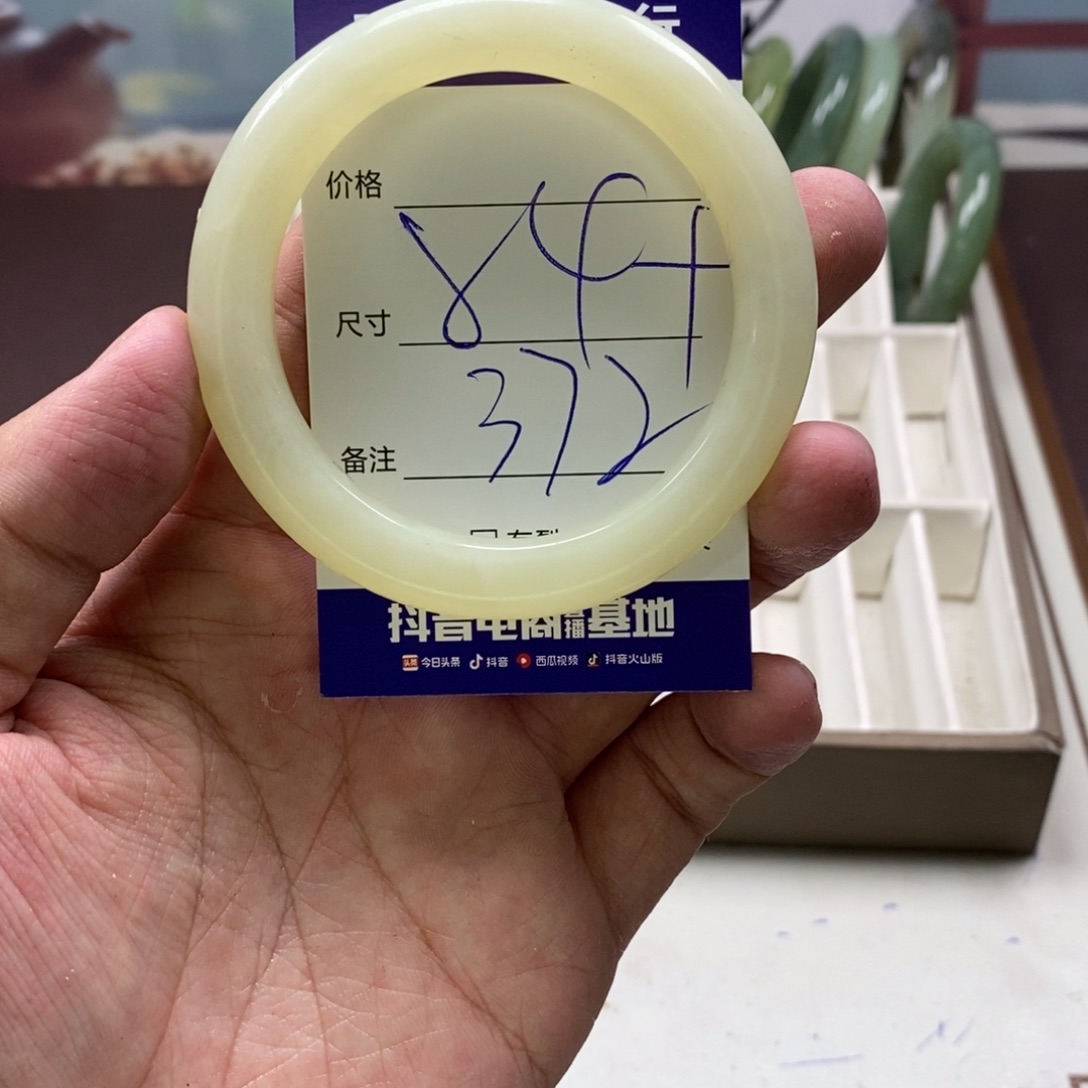 行
价格
尺寸
备注 372
抖音电商直播基地
今日头条 抖音 西瓜视频 抖音火山版